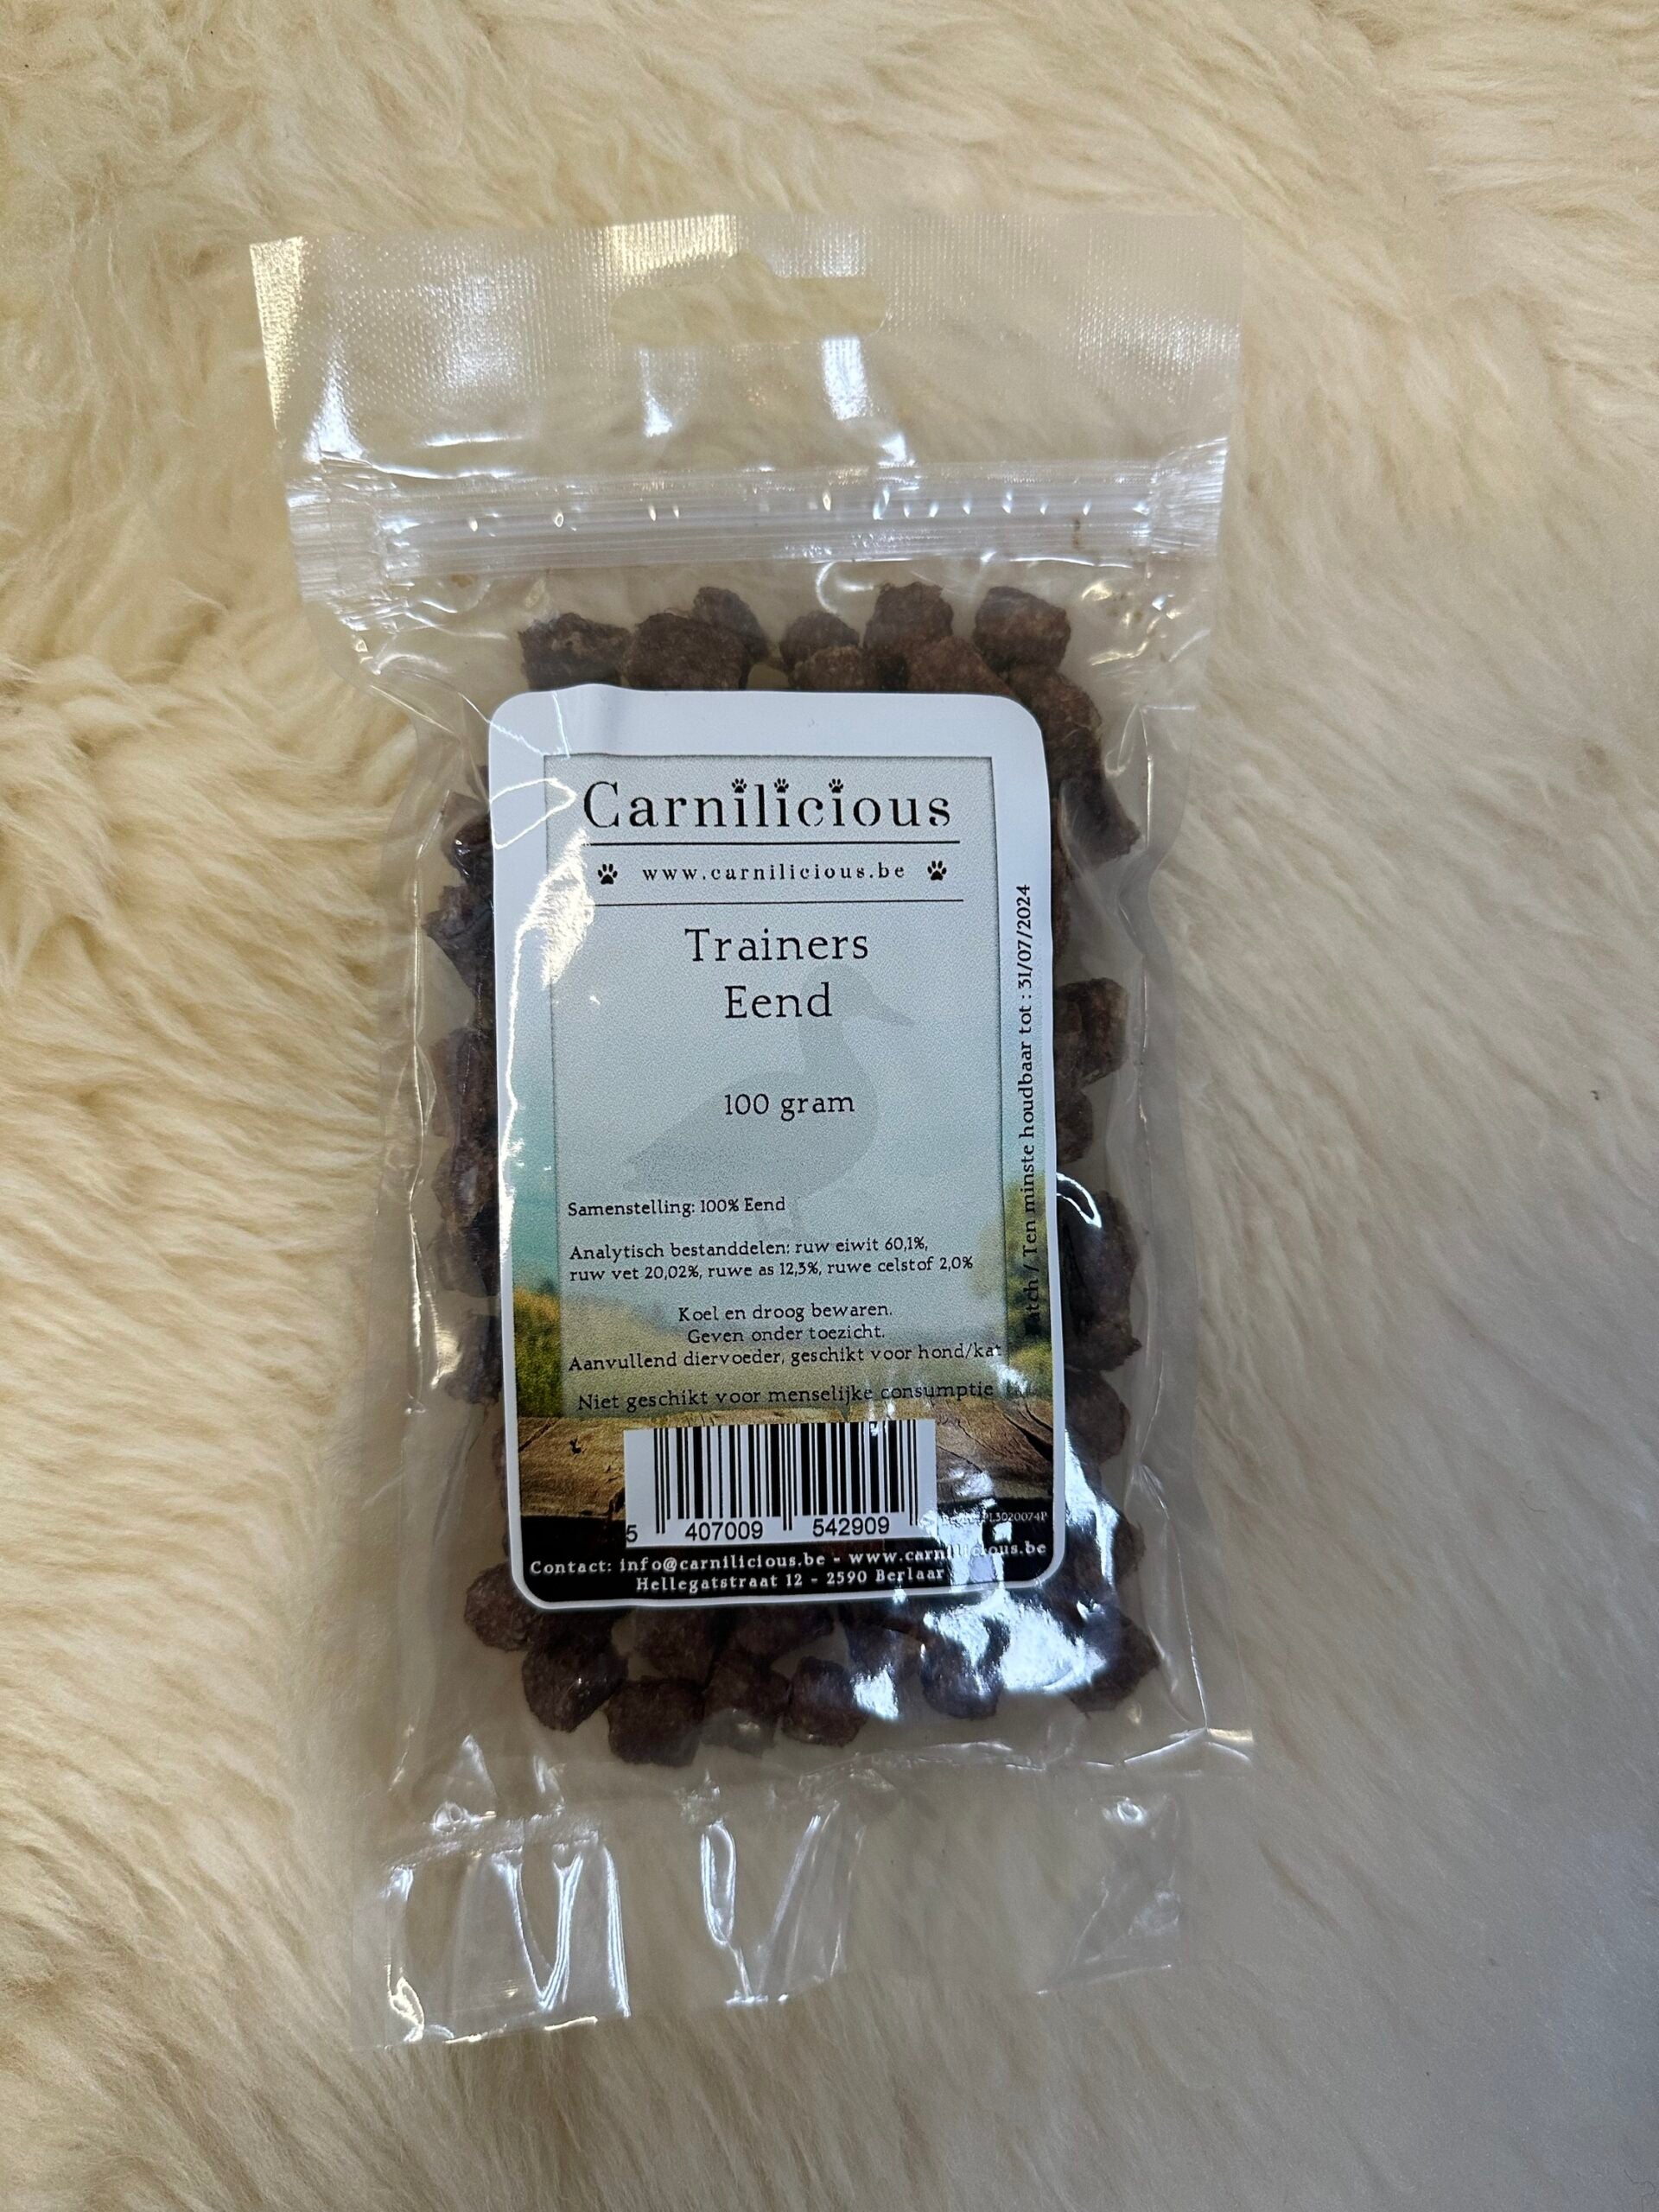 Carnilicious
www.carnilicious.be
Trainers
Eend
100 gram
Samenstelling: 100% Eend
Analytisch bestanddelen: ruw eiwit 60,1%,
ruw vet 20,02%, ruwe as 12,3%, ruwe celstof 2,0%
Koel en droog bewaren.
Geven onder toezicht.
Aanvullend diervoeder, geschikt voor hond/kat
Niet geschikt voor menselijke consumptie
/ Ten minste houdbaar tot : 31/07/2024
5 407009 542909
Contact: info@carnilicious.be - www.carnilicious.be
Hellegatstraat 12 - 2590 Berlaar